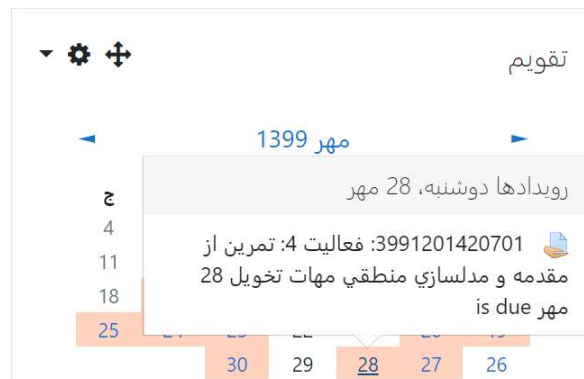 تقویم
مهر 1399
رویدادها دوشنبه، 28 مهر
3991201420701: فعالیت 4: تمرین از
مقدمه و مدلسازي منطقي مهات تخویل 28
مهر is due
ج
4
11
18
25
26 27 28 29 30